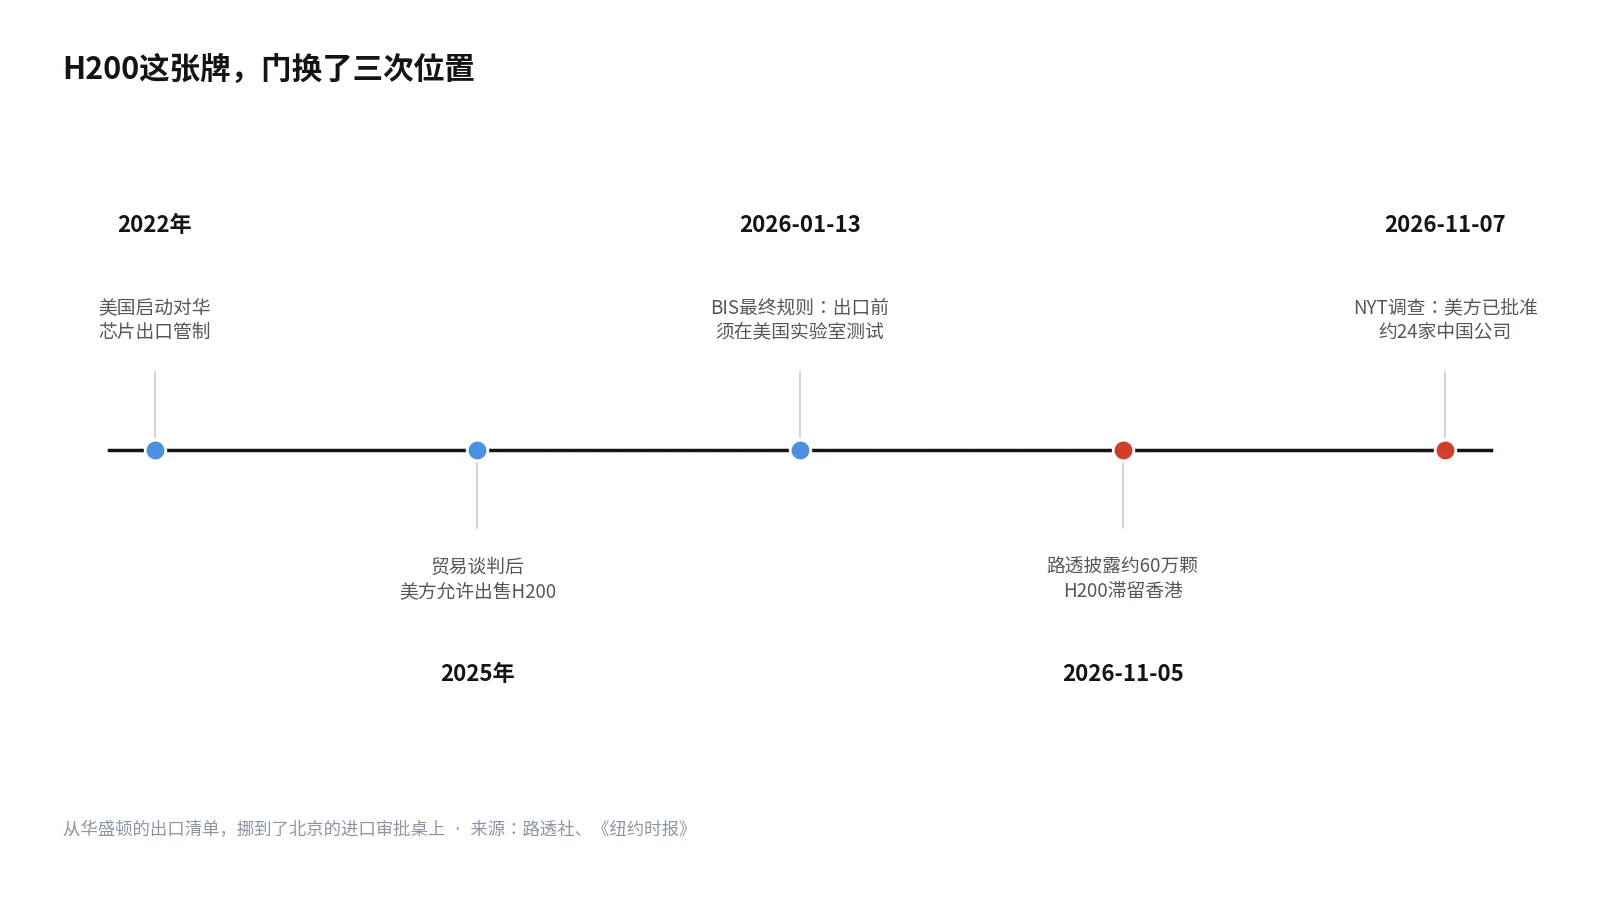 H200这张牌，门换了三次位置
2022年
美国启动对华
芯片出口管制
贸易谈判后
美方允许出售H200
2025年
2026-01-13
BIS最终规则：出口前
须在美国实验室测试
路透披露约60万颗
H200滞留香港
2026-11-05
2026-11-07
NYT调查：美方已批准
约24家中国公司
从华盛顿的出口清单，挪到了北京的进口审批桌上 · 来源：路透社、《纽约时报》